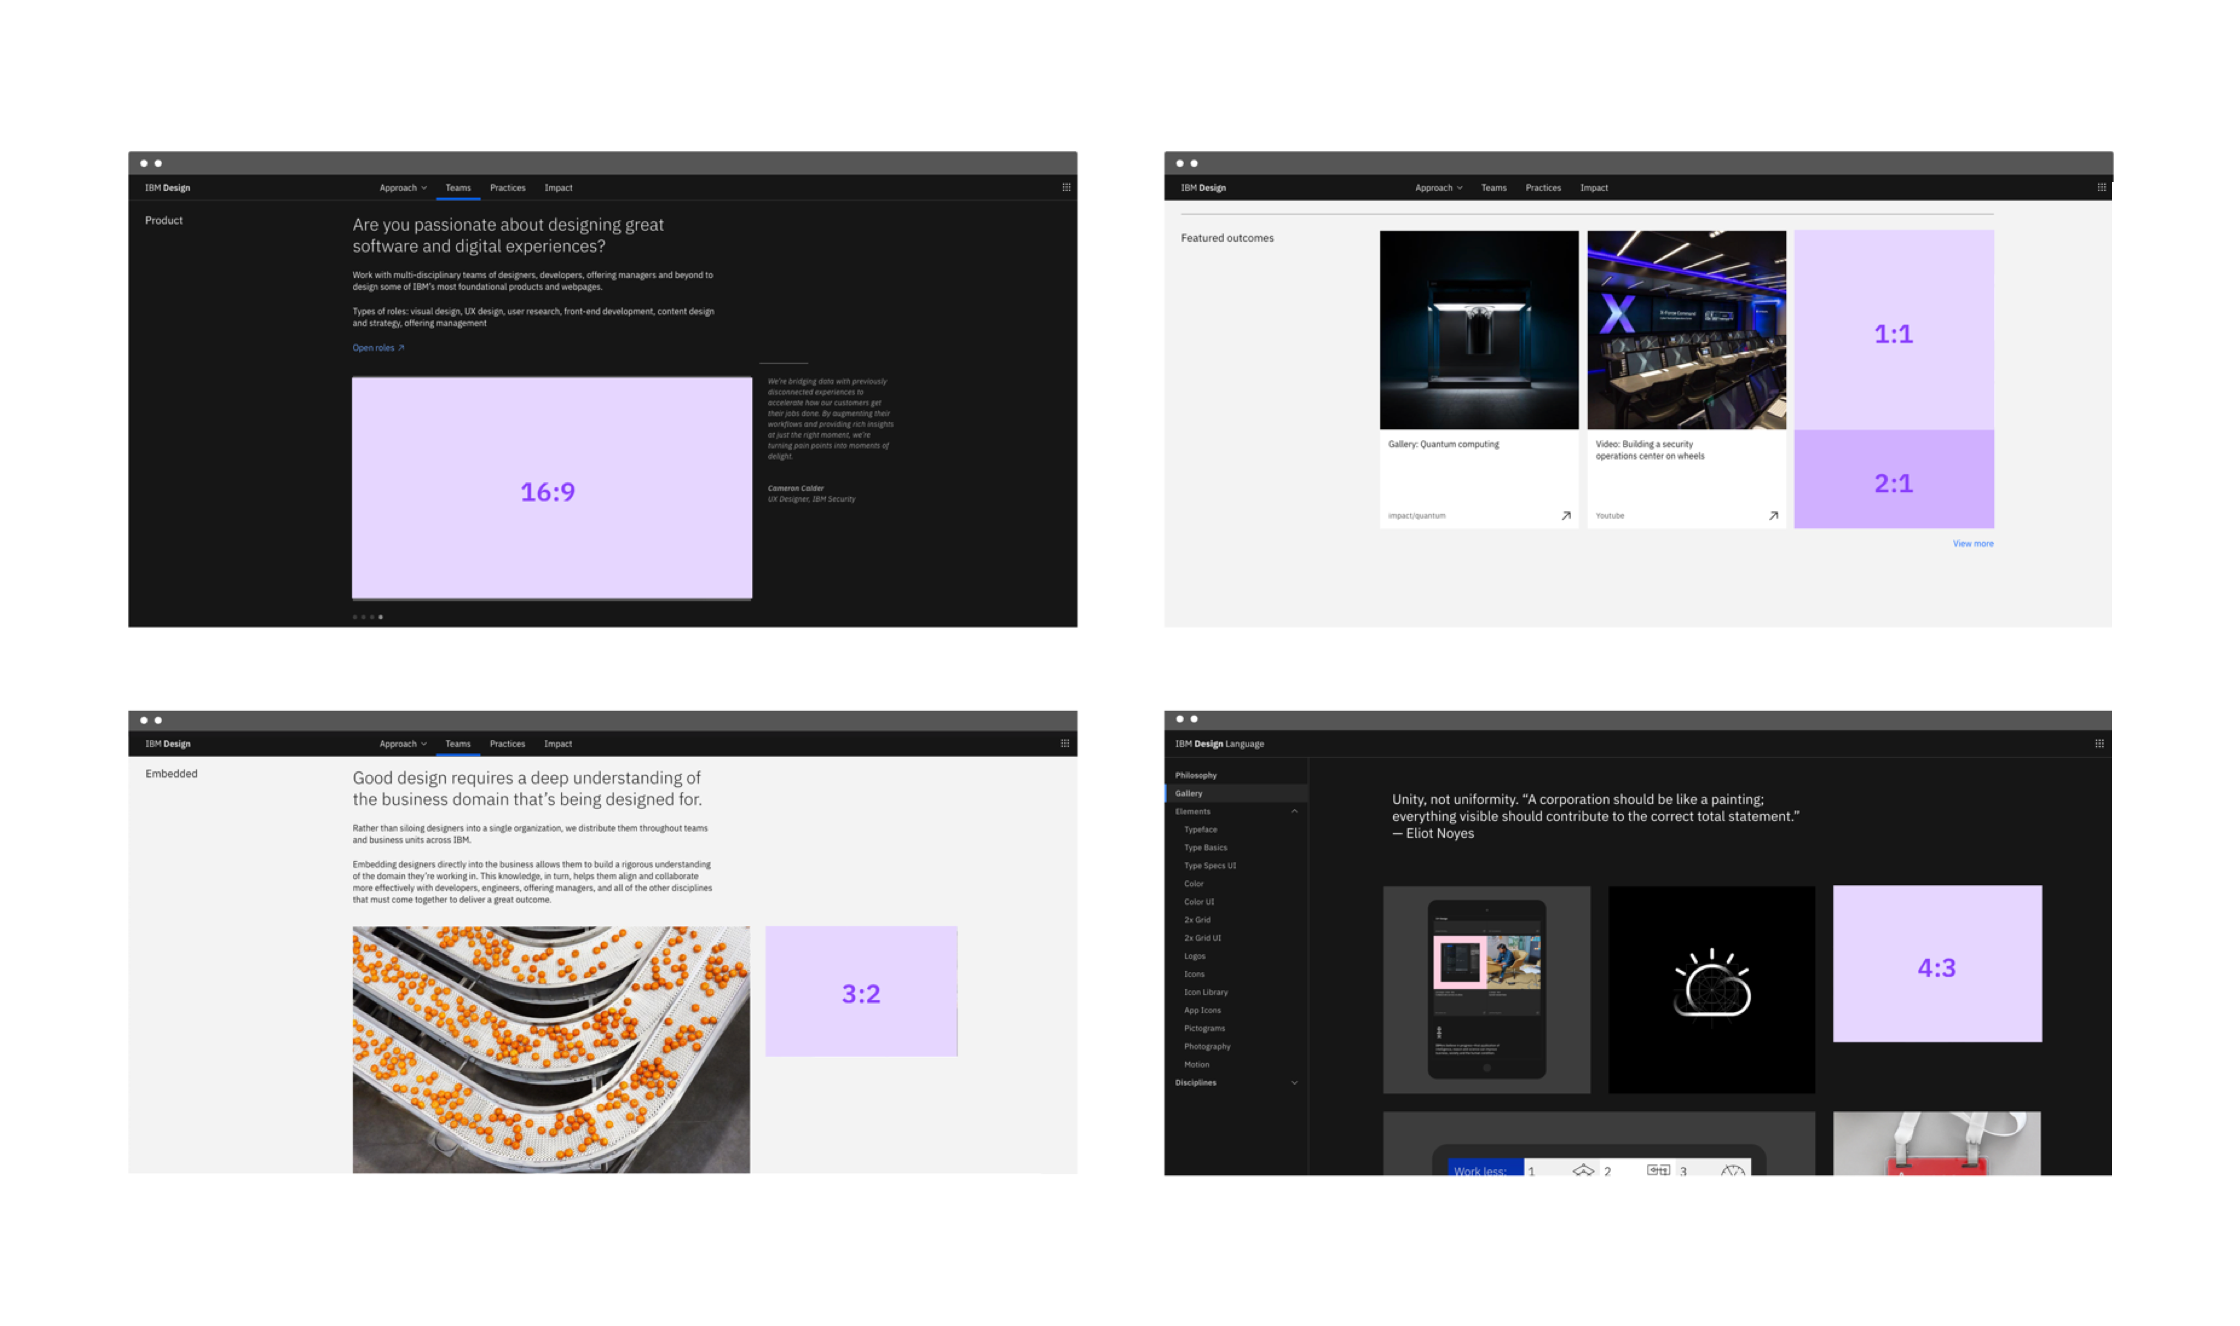 IBM Design
Approach
Teams
Practices
Impact
Product
Are you passionate about designing great
software and digital experiences?
Work with multi-disciplinary teams of designers, developers, offering managers and beyond to
design some of IBM's most foundational products and webpages.
Types of roles: visual design, UX design, user research, front-end development, content design
and strategy, offering management
Open roles ↗
16:9
We're bridging data with previously
disconnected experiences to
accelerate how our customers get
their jobs done. By augmenting their
workflows and providing rich insights
at just the right moment, we're
turning pain points into moments of
delight.
Cameron Calder
UX Designer, IBM Security
IBM Design
Approach
Teams
Practices
Impact
Featured outcomes
X
X-Force Command
1:1
Gallery: Quantum computing
impact/quantum
Video: Building a security
operations center on wheels
Youtube
2:1
View more
IBM Design
Approach
Teams
Practices
Impact
Embedded
Good design requires a deep understanding of
the business domain that's being designed for.
Rather than siloing designers into a single organization, we distribute them throughout teams
and business units across IBM.
Embedding designers directly into the business allows them to build a rigorous understanding
of the domain they're working in. This knowledge, in turn, helps them align and collaborate
more effectively with developers, engineers, offering managers, and all of the other disciplines
that must come together to deliver a great outcome.
3:2
IBM Design Language
Philosophy
Gallery
Elements
Typeface
Type Basics
Type Specs UI
Color
Color UI
2x Grid
2x Grid UI
Logos
Icons
Icon Library
App Icons
Pictograms
Photography
Motion
Disciplines
Unity, not uniformity. “A corporation should be like a painting;
everything visible should contribute to the correct total statement.”
— Eliot Noyes
4:3
Work less:
1
2
3